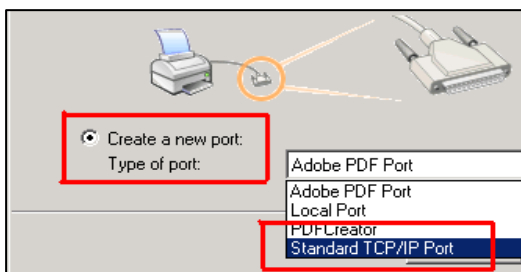 Create a new port:
Type of port:
Adobe PDF Port
Adobe PDF Port
Local Port
PDFCreator
Standard TCP/IP Port